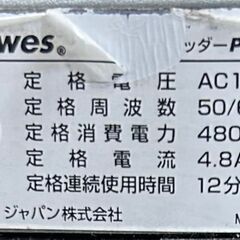 wes® ッダーP
定格電圧 AC1
定格周波数 50/6
定格消費電力 480
定格電流 4.8A
定格連続使用時間 12分
ジャパン株式会社 M